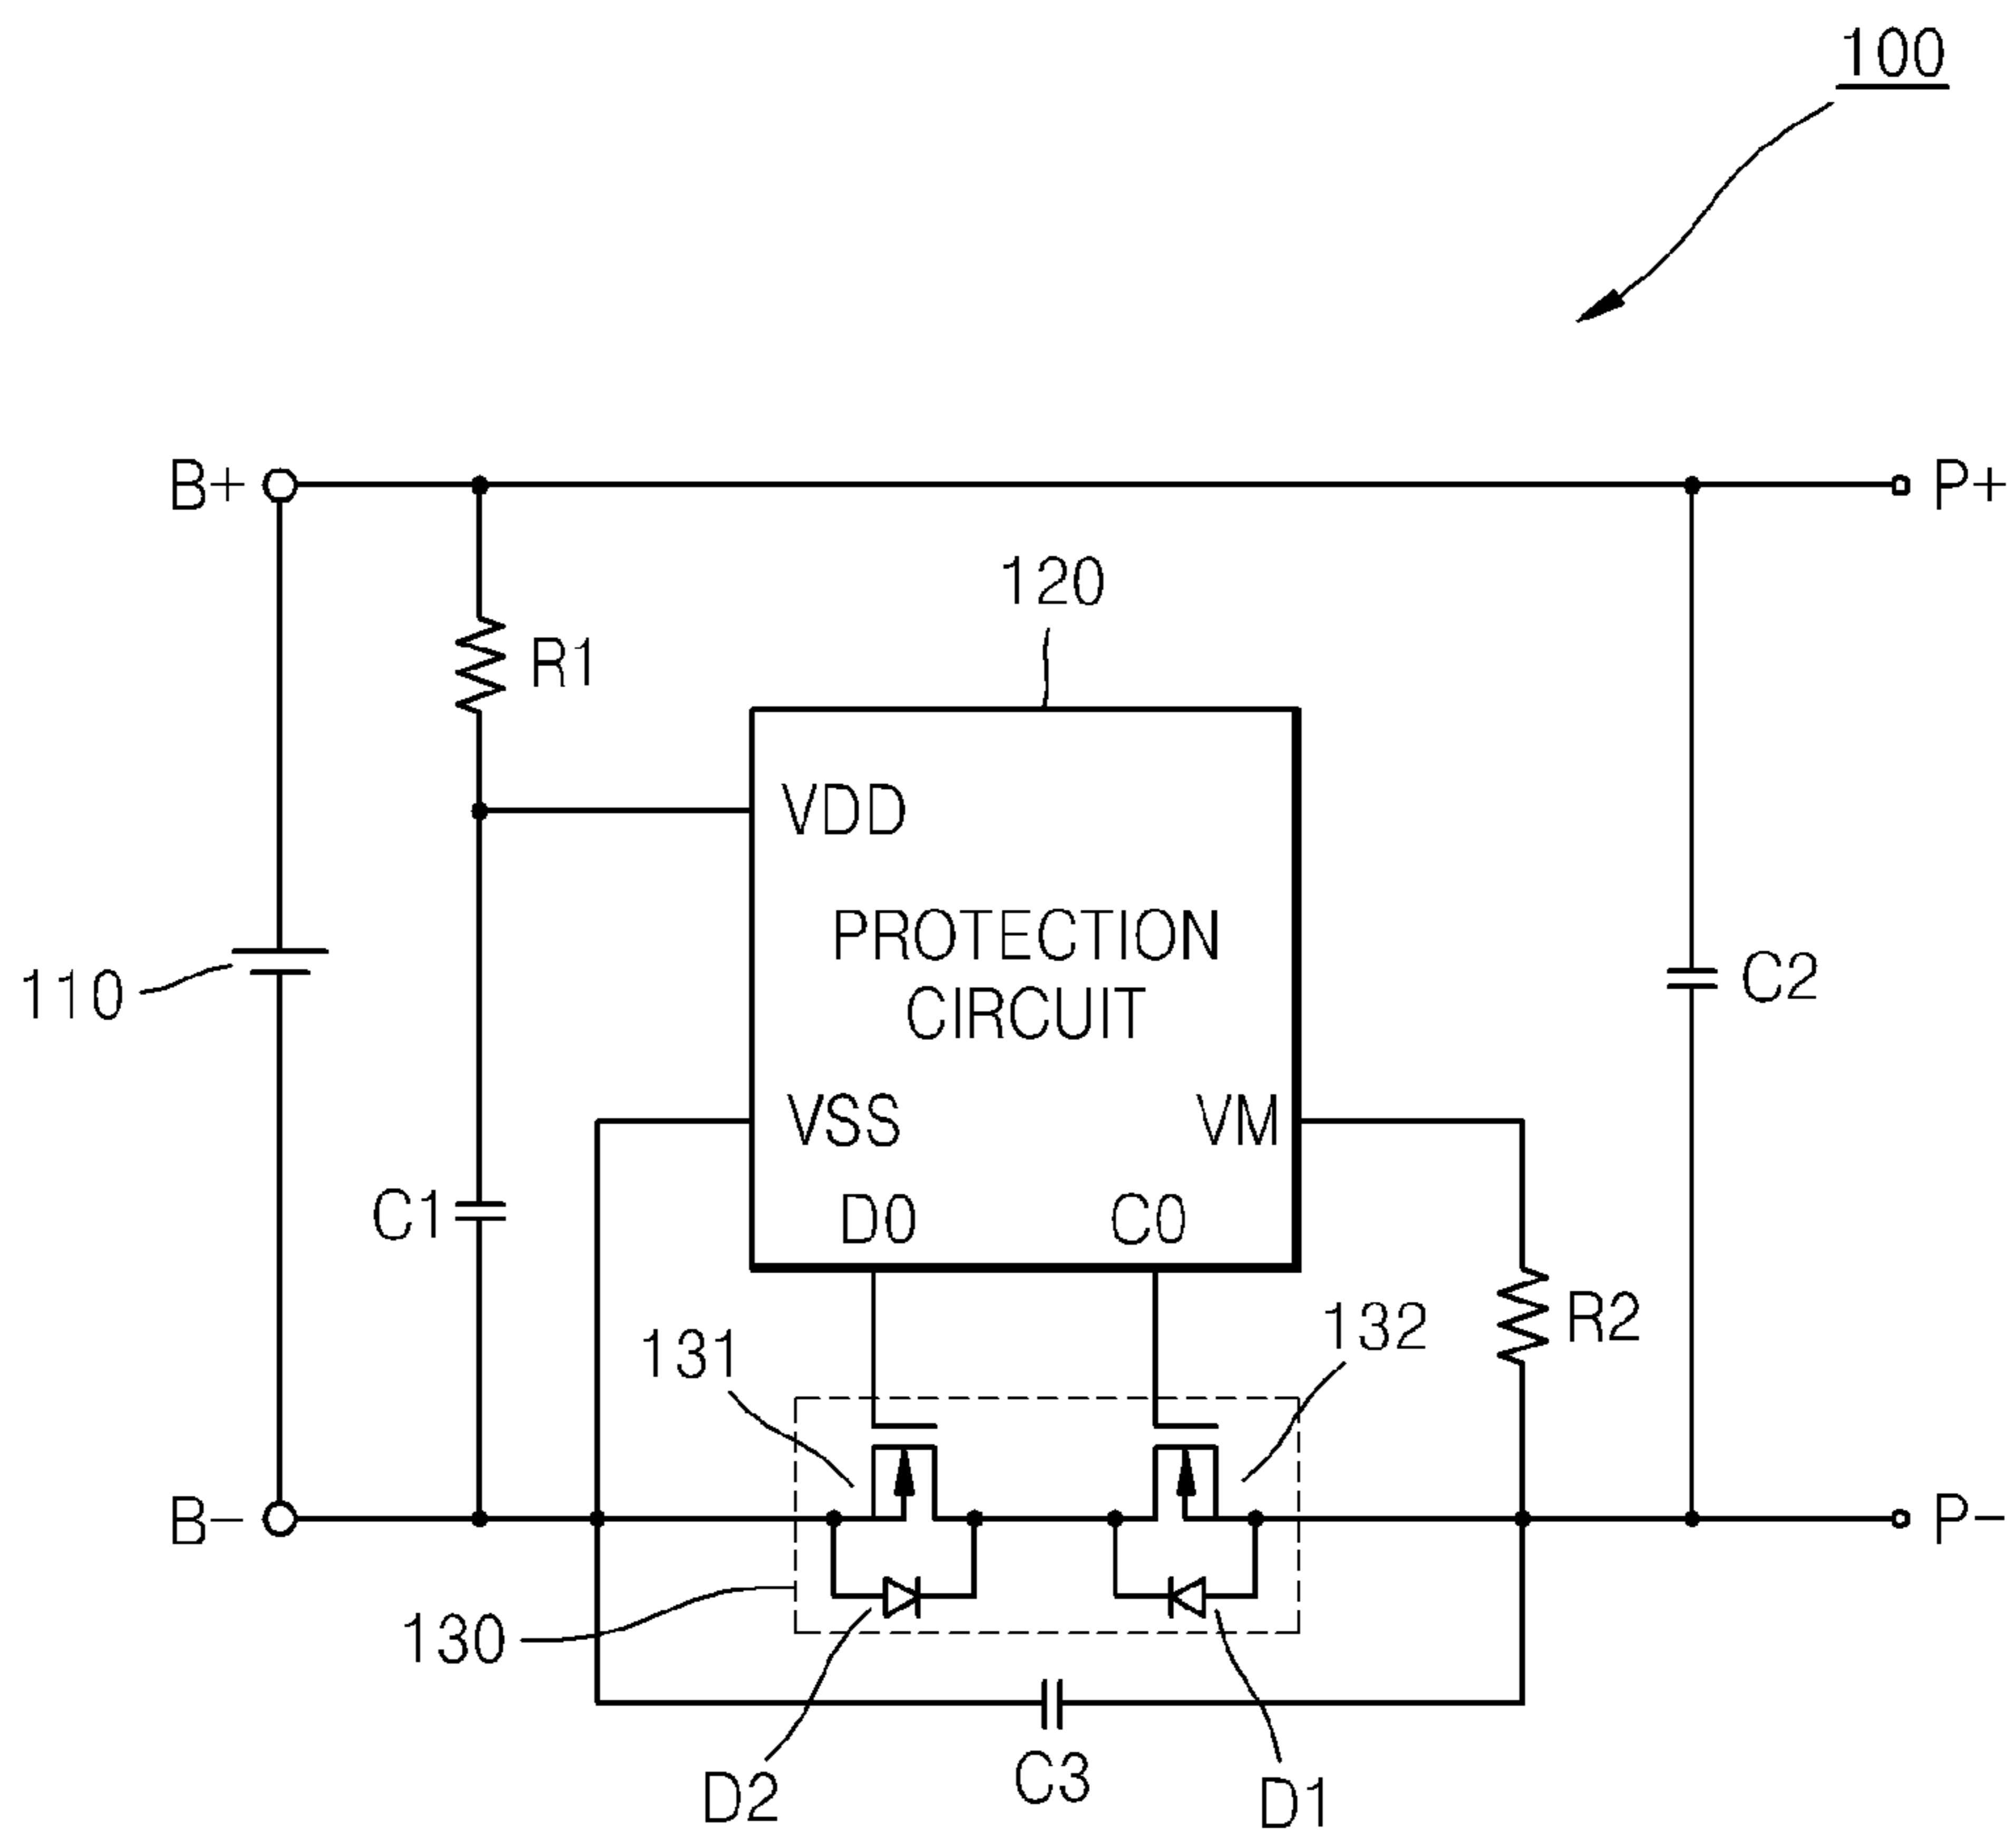 100
B+
P+
120
R1
VDD
PROTECTION
CIRCUIT
110
C2
VSS
VM
C1
D0
C0
131
132
R2
B-
P-
130
D2
C3
D1